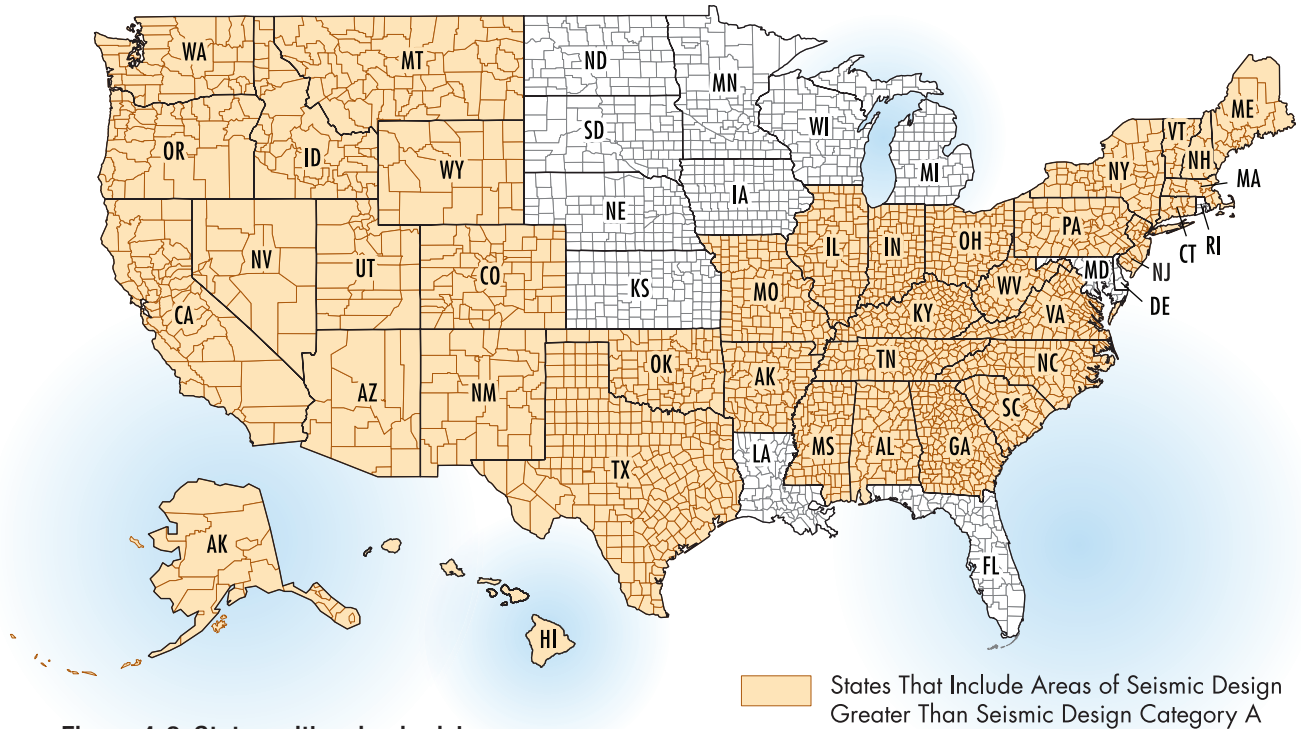 WA
MT
ND
MN
OR
ID
WY
SD
WI
MI
NE
IA
NV
UT
CO
KS
MO
IL
IN
OH
PA
NY
VT
NH
ME
MA
RI
CT
NJ
MD
DE
WV
VA
KY
CA
AZ
NM
OK
AK
TN
NC
SC
TX
LA
MS
AL
GA
FL
AK
HI
States That Include Areas of Seismic Design
Greater Than Seismic Design Category A
Figure States with